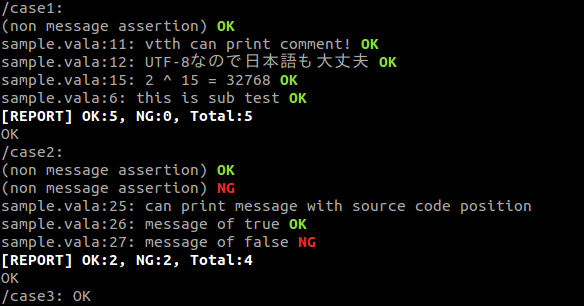 /case1:
(non message assertion) OK
sample.vala:11: vtth can print comment! OK
sample.vala:12: UTF-8なので日本語も大丈夫 OK
sample.vala:15: 2 ^ 15 = 32768 OK
sample.vala:6: this is sub test OK
[REPORT] OK:5, NG:0, Total:5
OK
/case2:
(non message assertion) OK
(non message assertion) NG
sample.vala:25: can print message with source code position
sample.vala:26: message of true OK
sample.vala:27: message of false NG
[REPORT] OK:2, NG:2, Total:4
OK
/case3: OK